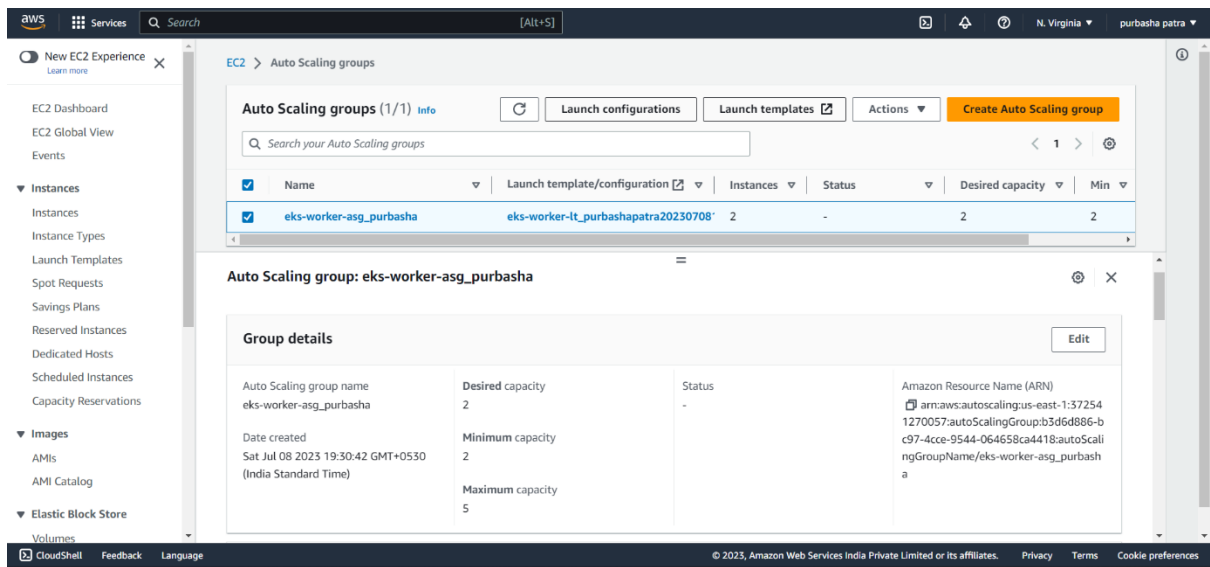 aws Services Search [Alt+S] N. Virginia purbasha patra
New EC2 Experience
Learn more
EC2 Dashboard
EC2 Global View
Events
Instances
Instances
Instance Types
Launch Templates
Spot Requests
Savings Plans
Reserved Instances
Dedicated Hosts
Scheduled Instances
Capacity Reservations
Images
AMIs
AMI Catalog
Elastic Block Store
Volumes
EC2 > Auto Scaling groups
Auto Scaling groups (1/1) Info Launch configurations Launch templates Actions Create Auto Scaling group
Search your Auto Scaling groups 1
Name Launch template/configuration Instances Status Desired capacity Min
eks-worker-asg_purbasha eks-worker-lt_purbashapatra20230708 2 - 2 2
Auto Scaling group: eks-worker-asg_purbasha
Group details Edit
Auto Scaling group name
eks-worker-asg_purbasha
Date created
Sat Jul 08 2023 19:30:42 GMT+0530
(India Standard Time)
Desired capacity
2
Minimum capacity
2
Maximum capacity
5
Status
-
Amazon Resource Name (ARN)
arn:aws:autoscaling:us-east-1:37254
1270057:autoScalingGroup:b3d6d886-b
c97-4cce-9544-064658ca4418:autoScali
ngGroupName/eks-worker-asg_purbash
a
CloudShell Feedback Language © 2023, Amazon Web Services India Private Limited or its affiliates. Privacy Terms Cookie preferences